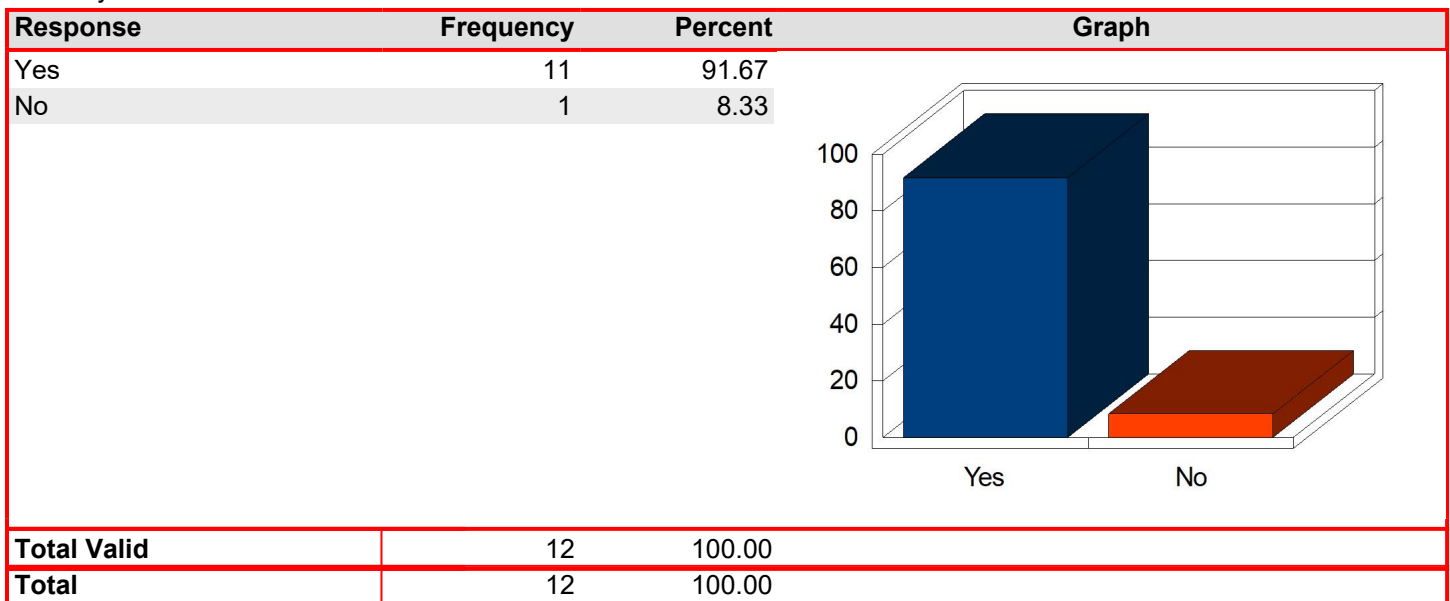 Response Frequency Percent Graph
Yes 11 91.67
No 1 8.33
100
80
60
40
20
0
Yes No
Total Valid 12 100.00
Total 12 100.00